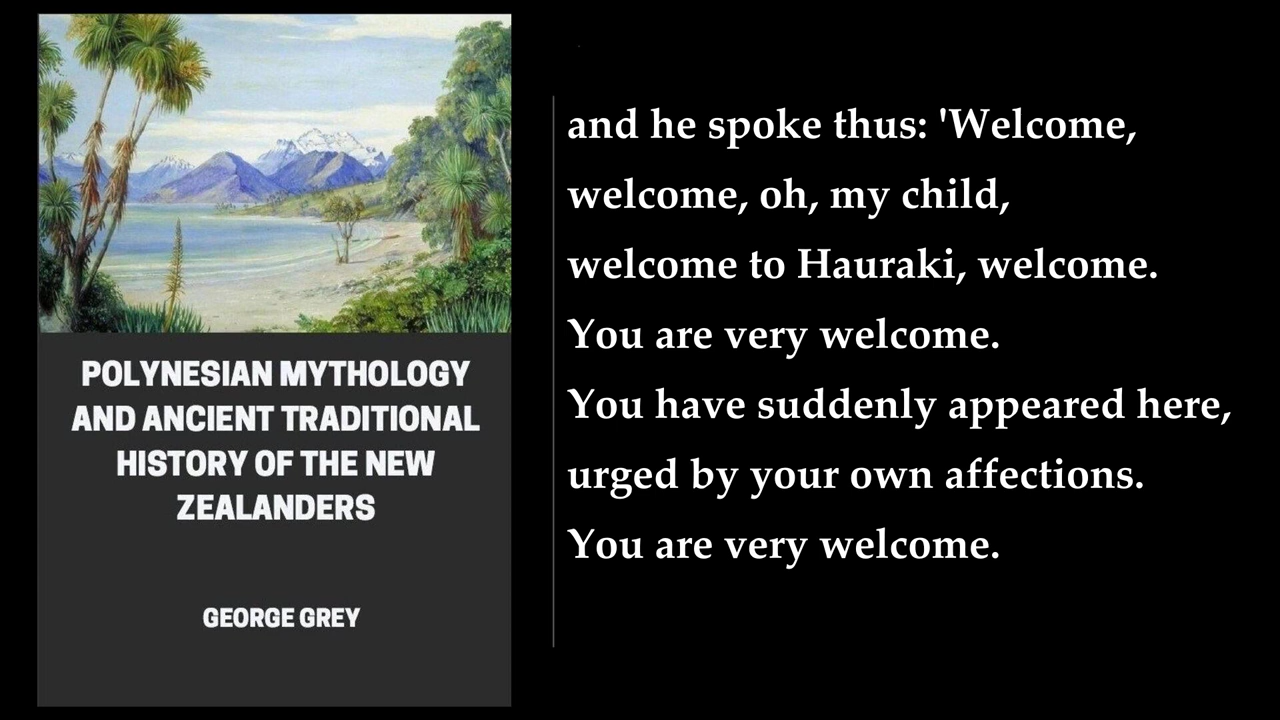 POLYNESIAN MYTHOLOGY
AND ANCIENT TRADITIONAL
HISTORY OF THE NEW
ZEALANDERS
GEORGE GREY
and he spoke thus: 'Welcome,
welcome, oh, my child,
welcome to Hauraki, welcome.
You are very welcome.
You have suddenly appeared here,
urged by your own affections.
You are very welcome.